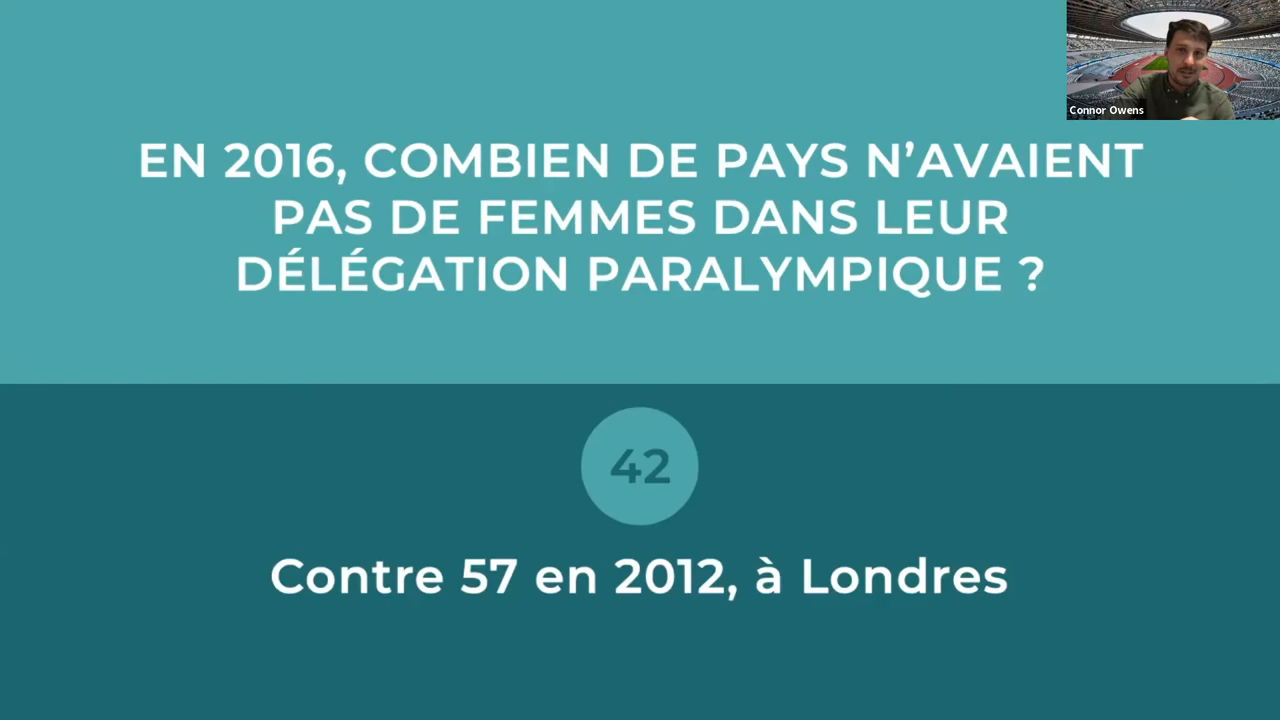 Connor Owens
EN 2016, COMBIEN DE PAYS N’AVAIENT
PAS DE FEMMES DANS LEUR
DÉLÉGATION PARALYMPIQUE ?
42
Contre 57 en 2012, à Londres